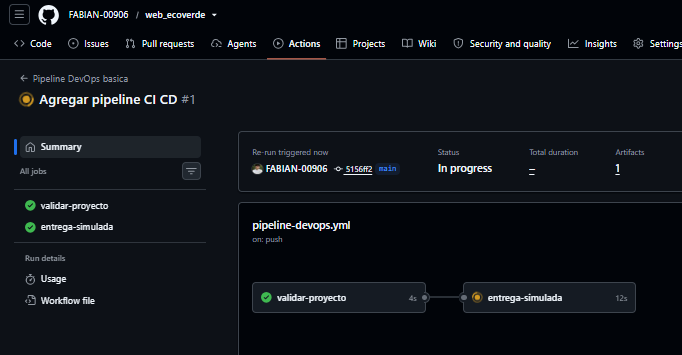 FABIAN-00906 / web_ecoverde
Code Issues Pull requests Agents Actions Projects Wiki Security and quality Insights Settings
Pipeline DevOps basica
Agregar pipeline CI CD #1
Summary
All jobs
validar-proyecto
entrega-simulada
Run details
Usage
Workflow file
Re-run triggered now
FABIAN-00906 5156ff2 main
Status
In progress
Total duration
–
Artifacts
1
pipeline-devops.yml
on: push
validar-proyecto 4s
entrega-simulada 12s